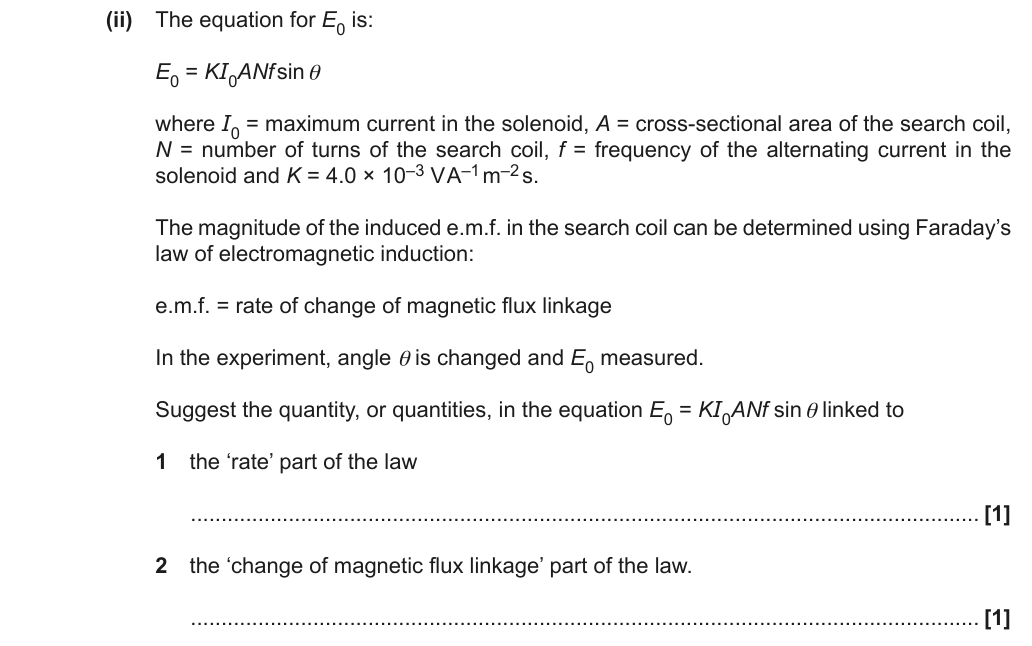 (ii) The equation for E₀ is:
E₀ = KI₀ANfsin θ
where I₀ = maximum current in the solenoid, A = cross-sectional area of the search coil,
N = number of turns of the search coil, f = frequency of the alternating current in the
solenoid and K = 4.0 × 10⁻³ VA⁻¹m⁻²s.
The magnitude of the induced e.m.f. in the search coil can be determined using Faraday’s
law of electromagnetic induction:
e.m.f. = rate of change of magnetic flux linkage
In the experiment, angle θ is changed and E₀ measured.
Suggest the quantity, or quantities, in the equation E₀ = KI₀ANf sin θ linked to
1 the ‘rate’ part of the law
.................................................................................................................................. [1]
2 the ‘change of magnetic flux linkage’ part of the law.
.................................................................................................................................. [1]